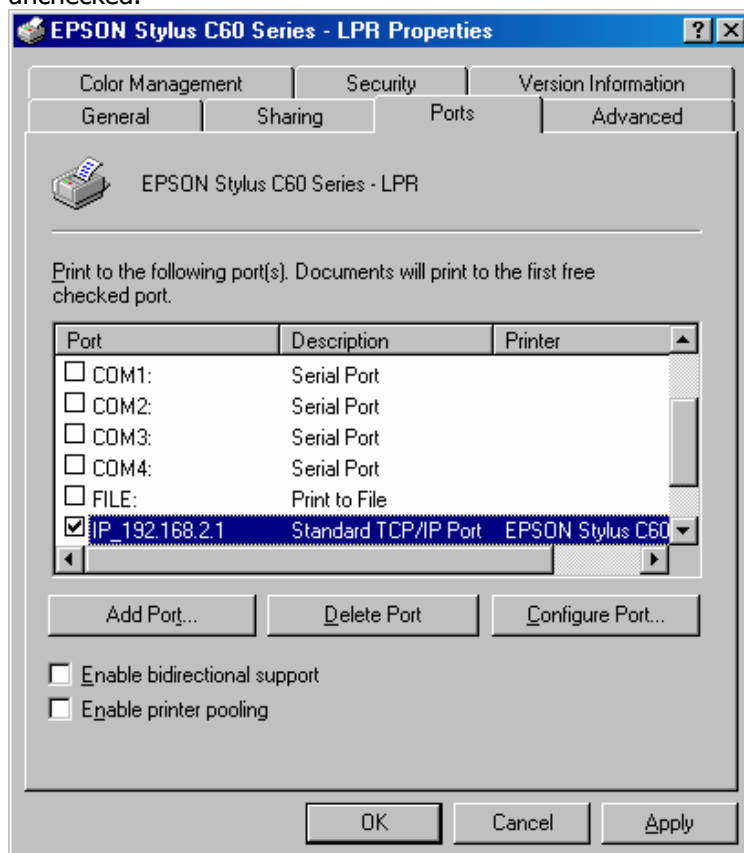 unchecked.
EPSON Stylus C60 Series - LPR Properties
Color Management Security Version Information
General Sharing Ports Advanced
EPSON Stylus C60 Series - LPR
Print to the following port(s). Documents will print to the first free
checked port.
Port Description Printer
COM1: Serial Port
COM2: Serial Port
COM3: Serial Port
COM4: Serial Port
FILE: Print to File
IP_192.168.2.1 Standard TCP/IP Port EPSON Stylus C60
Add Port... Delete Port Configure Port...
Enable bidirectional support
Enable printer pooling
OK Cancel Apply